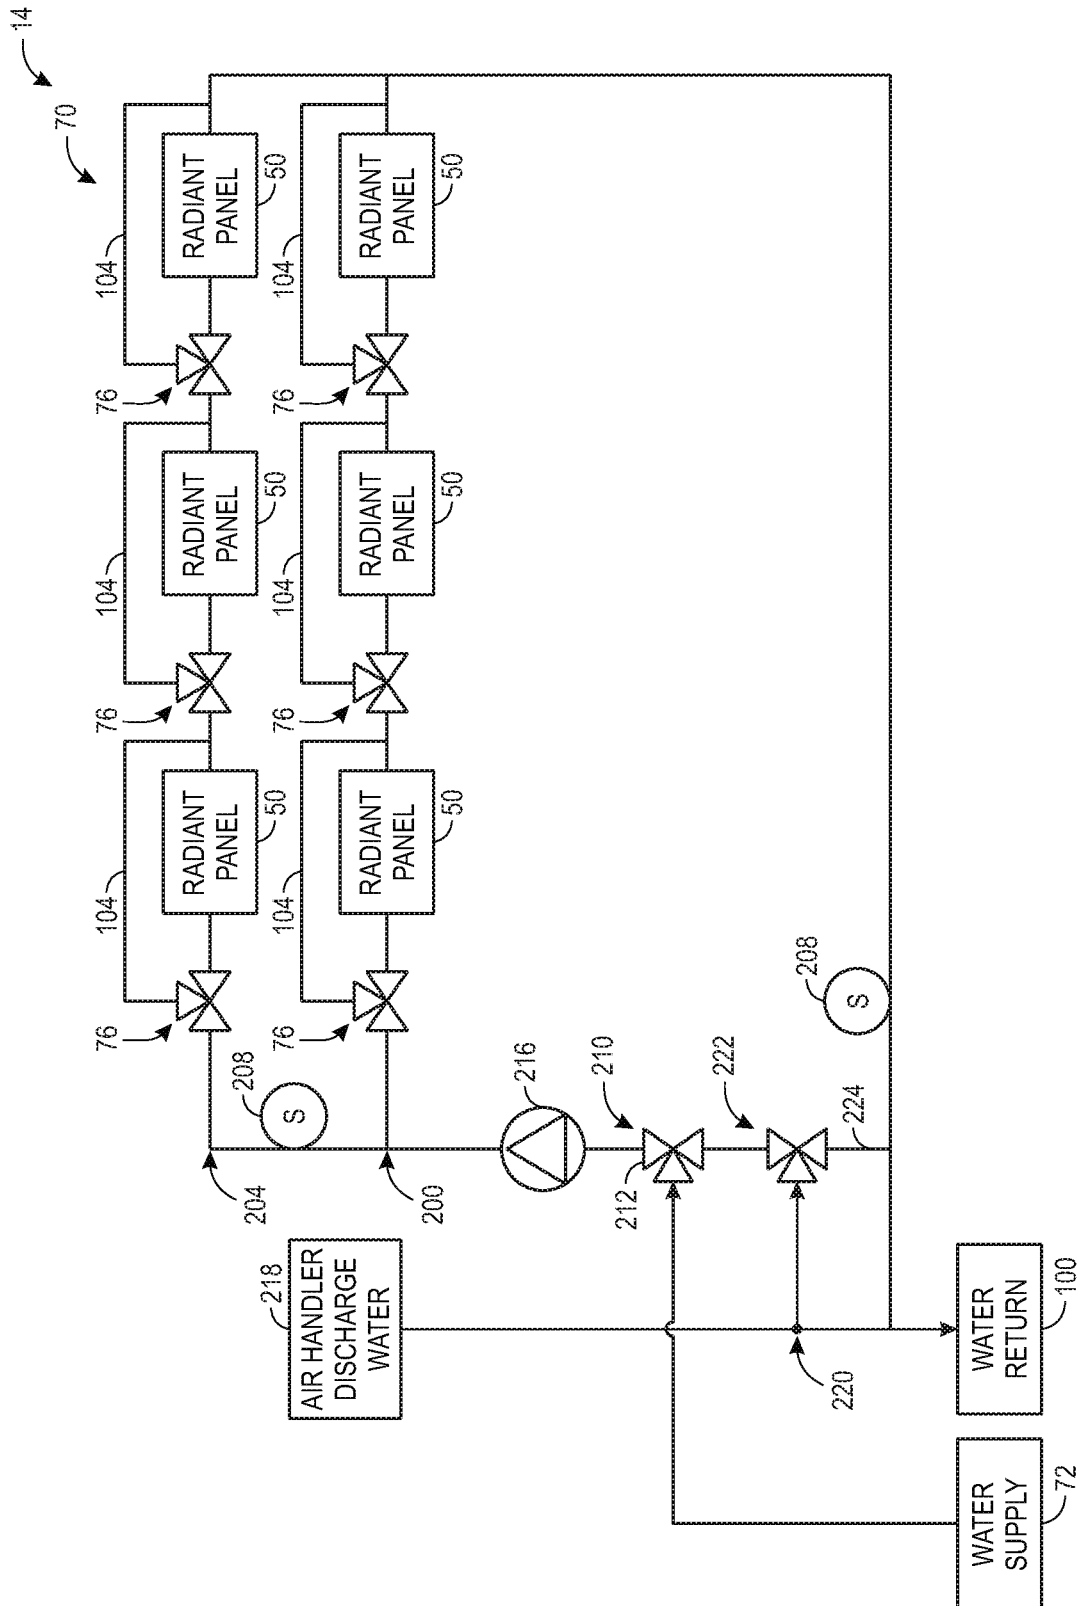 14
70
104
104
104
76
76
76
RADIANT
PANEL
50
RADIANT
PANEL
50
RADIANT
PANEL
50
104
104
104
76
76
76
RADIANT
PANEL
50
RADIANT
PANEL
50
RADIANT
PANEL
50
204
208
S
200
218
AIR HANDLER
DISCHARGE
WATER
216
210
212
222
224
208
S
220
WATER
SUPPLY
72
WATER
RETURN
100